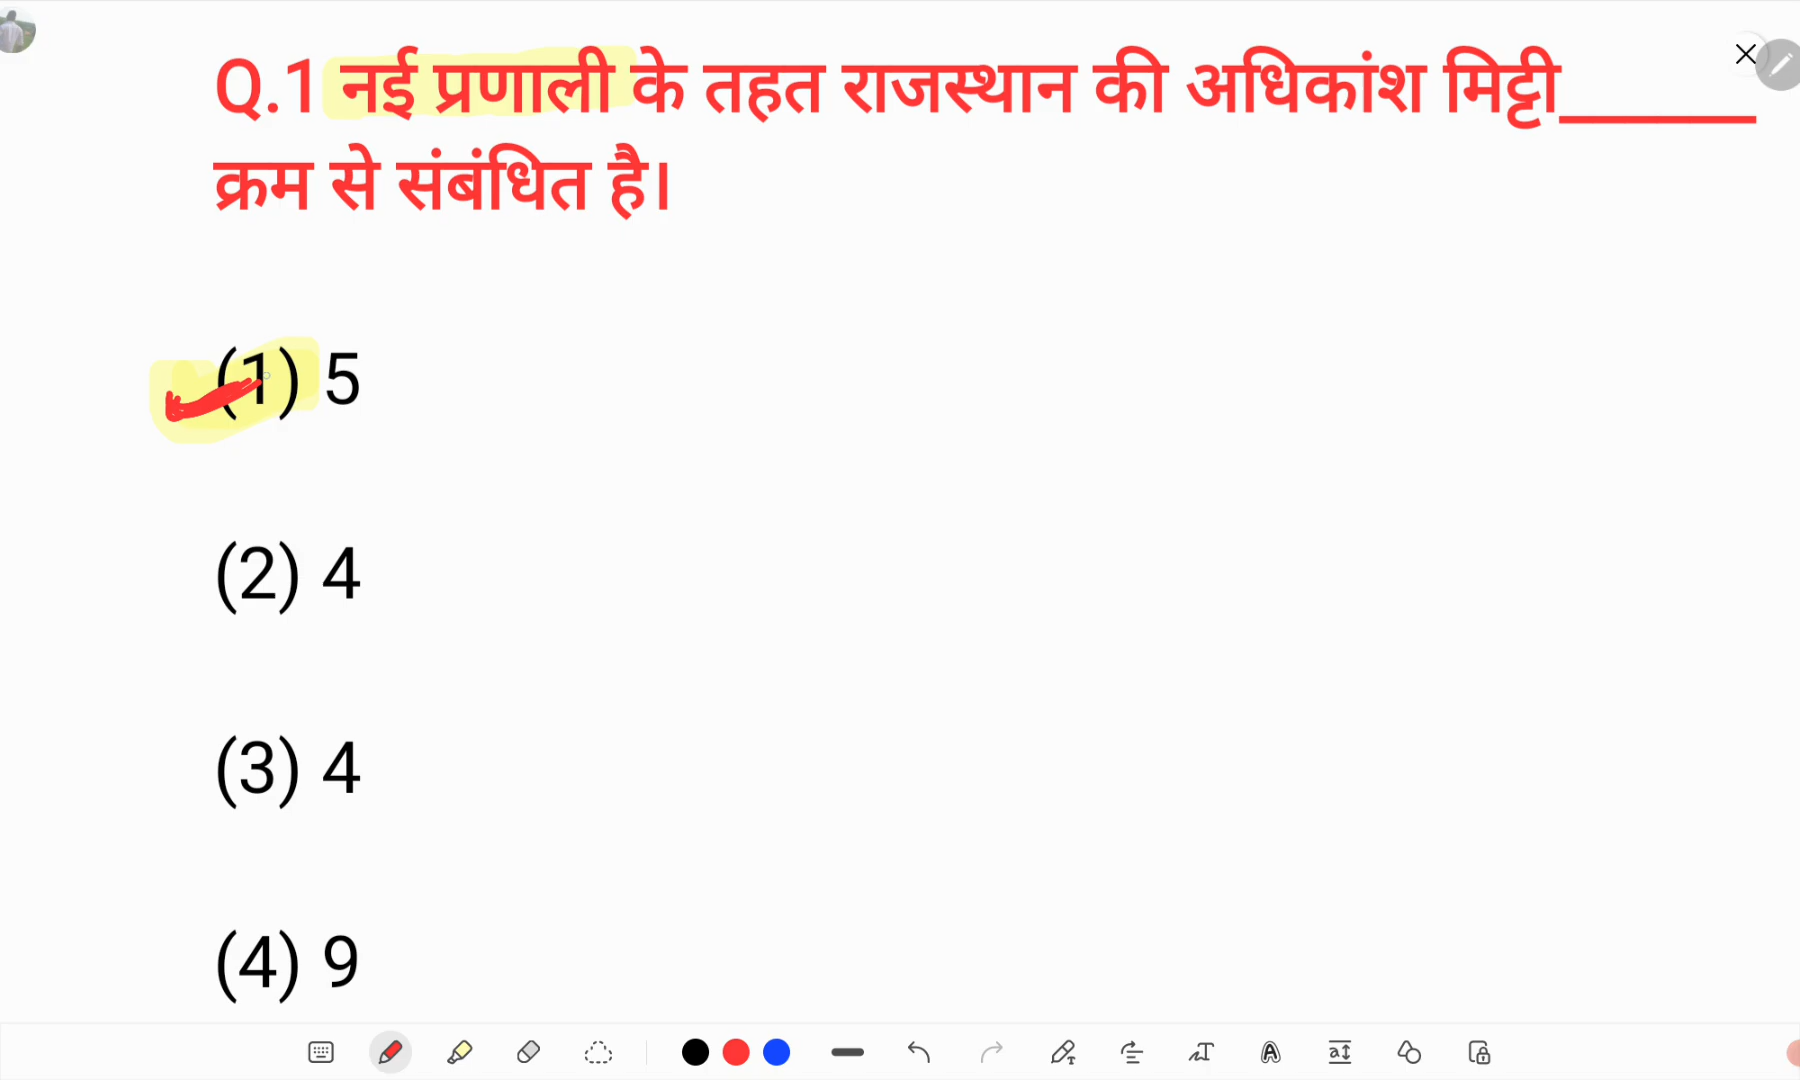 Q.1 नई प्रणाली के तहत राजस्थान की अधिकांश मिट्टी______
क्रम से संबंधित है।
(1) 5
(2) 4
(3) 4
(4) 9